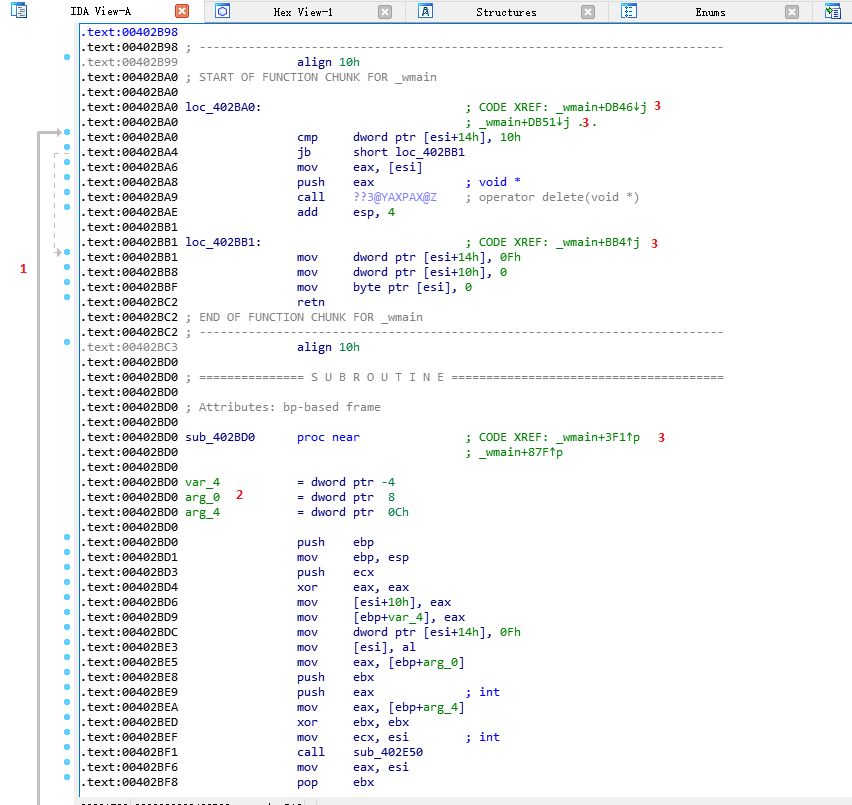 IDA View-A Hex View-1 Structures Enums
.text:00402B98
.text:00402B98 ; ---------------------------------------------------------------------------
.text:00402B99 align 10h
.text:00402BA0 ; START OF FUNCTION CHUNK FOR _wmain
.text:00402BA0
.text:00402BA0 loc_402BA0: ; CODE XREF: _wmain+DB46↓j 3
.text:00402BA0 ; _wmain+DB51↓j .3.
.text:00402BA0 cmp dword ptr [esi+14h], 10h
.text:00402BA4 jb short loc_402BB1
.text:00402BA6 mov eax, [esi]
.text:00402BA8 push eax ; void *
.text:00402BA9 call ??3@YAXPAX@Z ; operator delete(void *)
.text:00402BAE add esp, 4
.text:00402BB1
.text:00402BB1 loc_402BB1: ; CODE XREF: _wmain+BB4↑j 3
.text:00402BB1 mov dword ptr [esi+14h], 0Fh
1
.text:00402BB8 mov dword ptr [esi+10h], 0
.text:00402BBF mov byte ptr [esi], 0
.text:00402BC2 retn
.text:00402BC2 ; END OF FUNCTION CHUNK FOR _wmain
.text:00402BC2 ; ---------------------------------------------------------------------------
.text:00402BC3 align 10h
.text:00402BD0
.text:00402BD0 ; =============== S U B R O U T I N E =======================================
.text:00402BD0
.text:00402BD0 ; Attributes: bp-based frame
.text:00402BD0
.text:00402BD0 sub_402BD0 proc near ; CODE XREF: _wmain+3F1↑p 3
.text:00402BD0 ; _wmain+87F↑p
.text:00402BD0
.text:00402BD0 var_4 = dword ptr -4
.text:00402BD0 arg_0 2 = dword ptr 8
.text:00402BD0 arg_4 = dword ptr 0Ch
.text:00402BD0
.text:00402BD0 push ebp
.text:00402BD1 mov ebp, esp
.text:00402BD3 push ecx
.text:00402BD4 xor eax, eax
.text:00402BD6 mov [esi+10h], eax
.text:00402BD9 mov [ebp+var_4], eax
.text:00402BDC mov dword ptr [esi+14h], 0Fh
.text:00402BE3 mov [esi], al
.text:00402BE5 mov eax, [ebp+arg_0]
.text:00402BE8 push ebx
.text:00402BE9 push eax ; int
.text:00402BEA mov eax, [ebp+arg_4]
.text:00402BED xor ebx, ebx
.text:00402BEF mov ecx, esi ; int
.text:00402BF1 call sub_402E50
.text:00402BF6 mov eax, esi
.text:00402BF8 pop ebx